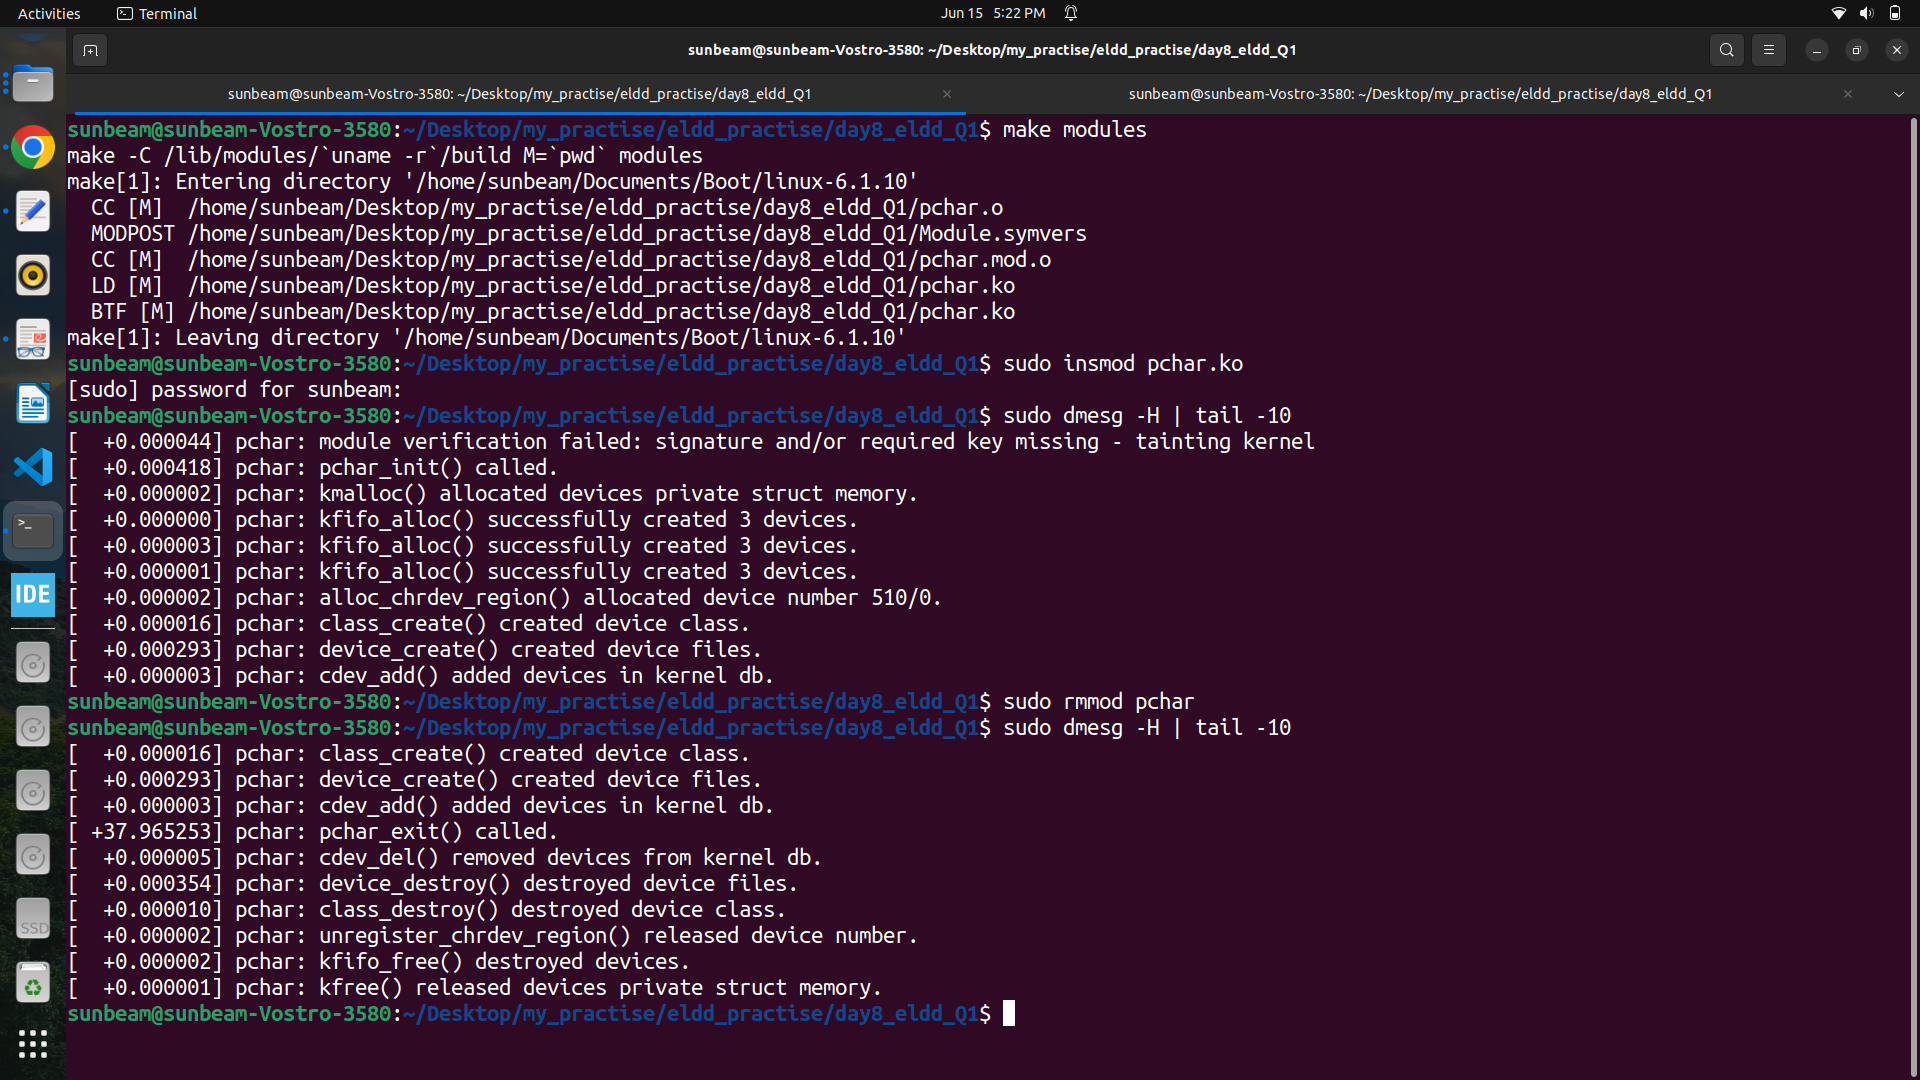 Activities
Terminal
Jun 15 5:22 PM
sunbeam@sunbeam-Vostro-3580: ~/Desktop/my_practise/eldd_practise/day8_eldd_Q1
sunbeam@sunbeam-Vostro-3580: ~/Desktop/my_practise/eldd_practise/day8_eldd_Q1
sunbeam@sunbeam-Vostro-3580: ~/Desktop/my_practise/eldd_practise/day8_eldd_Q1
sunbeam@sunbeam-Vostro-3580:~/Desktop/my_practise/eldd_practise/day8_eldd_Q1$ make modules
make -C /lib/modules/`uname -r`/build M=`pwd` modules
make[1]: Entering directory '/home/sunbeam/Documents/Boot/linux-6.1.10'
CC [M]  /home/sunbeam/Desktop/my_practise/eldd_practise/day8_eldd_Q1/pchar.o
MODPOST /home/sunbeam/Desktop/my_practise/eldd_practise/day8_eldd_Q1/Module.symvers
CC [M]  /home/sunbeam/Desktop/my_practise/eldd_practise/day8_eldd_Q1/pchar.mod.o
LD [M]  /home/sunbeam/Desktop/my_practise/eldd_practise/day8_eldd_Q1/pchar.ko
BTF [M] /home/sunbeam/Desktop/my_practise/eldd_practise/day8_eldd_Q1/pchar.ko
make[1]: Leaving directory '/home/sunbeam/Documents/Boot/linux-6.1.10'
sunbeam@sunbeam-Vostro-3580:~/Desktop/my_practise/eldd_practise/day8_eldd_Q1$ sudo insmod pchar.ko
[sudo] password for sunbeam:
sunbeam@sunbeam-Vostro-3580:~/Desktop/my_practise/eldd_practise/day8_eldd_Q1$ sudo dmesg -H | tail -10
[  +0.000044] pchar: module verification failed: signature and/or required key missing - tainting kernel
[  +0.000418] pchar: pchar_init() called.
[  +0.000002] pchar: kmalloc() allocated devices private struct memory.
[  +0.000000] pchar: kfifo_alloc() successfully created 3 devices.
[  +0.000003] pchar: kfifo_alloc() successfully created 3 devices.
[  +0.000001] pchar: kfifo_alloc() successfully created 3 devices.
[  +0.000002] pchar: alloc_chrdev_region() allocated device number 510/0.
[  +0.000016] pchar: class_create() created device class.
[  +0.000293] pchar: device_create() created device files.
[  +0.000003] pchar: cdev_add() added devices in kernel db.
sunbeam@sunbeam-Vostro-3580:~/Desktop/my_practise/eldd_practise/day8_eldd_Q1$ sudo rmmod pchar
sunbeam@sunbeam-Vostro-3580:~/Desktop/my_practise/eldd_practise/day8_eldd_Q1$ sudo dmesg -H | tail -10
[  +0.000016] pchar: class_create() created device class.
[  +0.000293] pchar: device_create() created device files.
[  +0.000003] pchar: cdev_add() added devices in kernel db.
[ +37.965253] pchar: pchar_exit() called.
[  +0.000005] pchar: cdev_del() removed devices from kernel db.
[  +0.000354] pchar: device_destroy() destroyed device files.
[  +0.000010] pchar: class_destroy() destroyed device class.
[  +0.000002] pchar: unregister_chrdev_region() released device number.
[  +0.000002] pchar: kfifo_free() destroyed devices.
[  +0.000001] pchar: kfree() released devices private struct memory.
sunbeam@sunbeam-Vostro-3580:~/Desktop/my_practise/eldd_practise/day8_eldd_Q1$
IDE
SSD